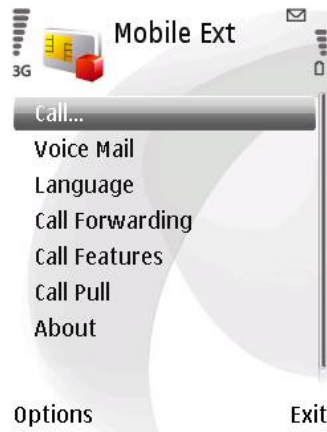 Mobile Ext
3G
Call...
Voice Mail
Language
Call Forwarding
Call Features
Call Pull
About
Options Exit